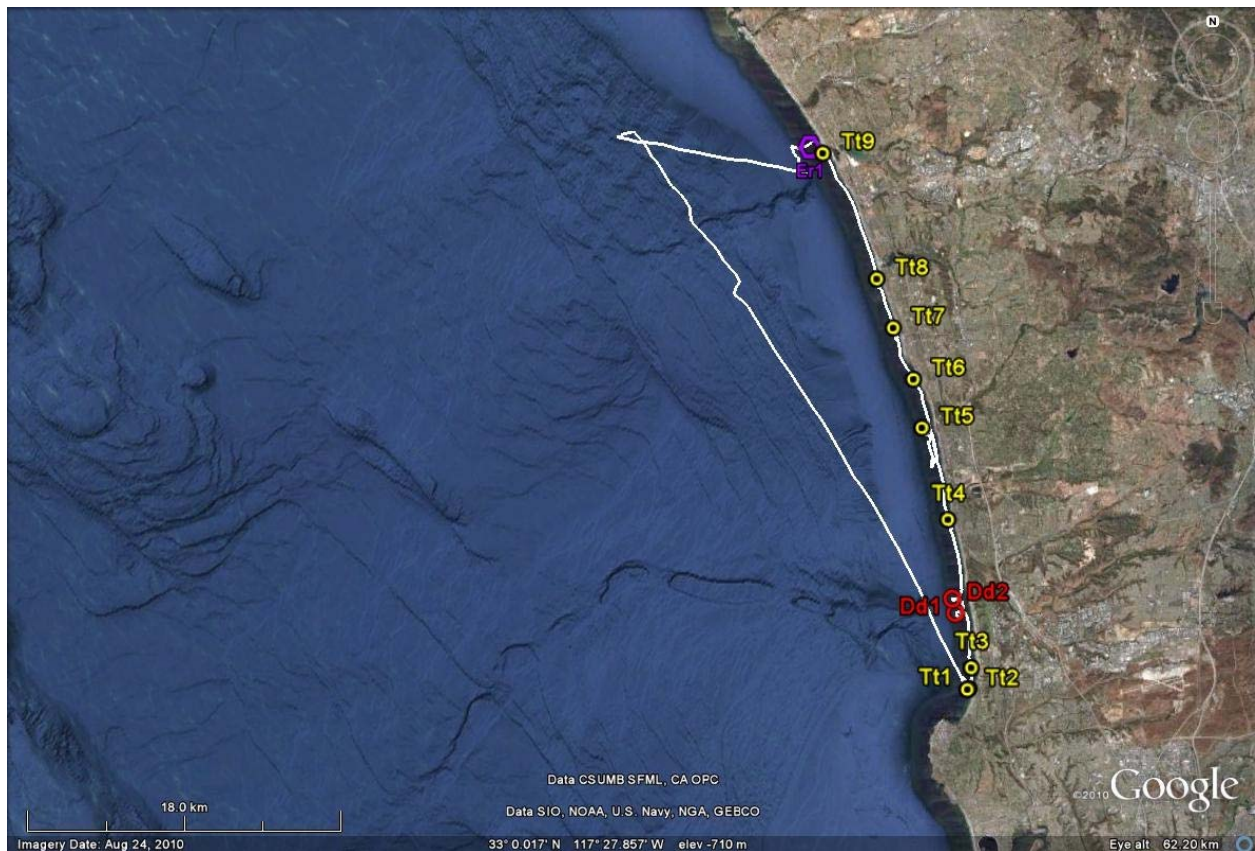 N
Tt9
Er1
Tt8
Tt7
Tt6
Tt5
Tt4
Dd2
Dd1
Tt3
Tt1
Tt2
Data CSUMB SFML, CA OPC
©2010 Google
18.0 km
Data SIO, NOAA, U.S. Navy, NGA, GEBCO
Imagery Date: Aug 24, 2010
33° 0.017' N 117° 27.857' W elev -710 m
Eye alt 62.20 km